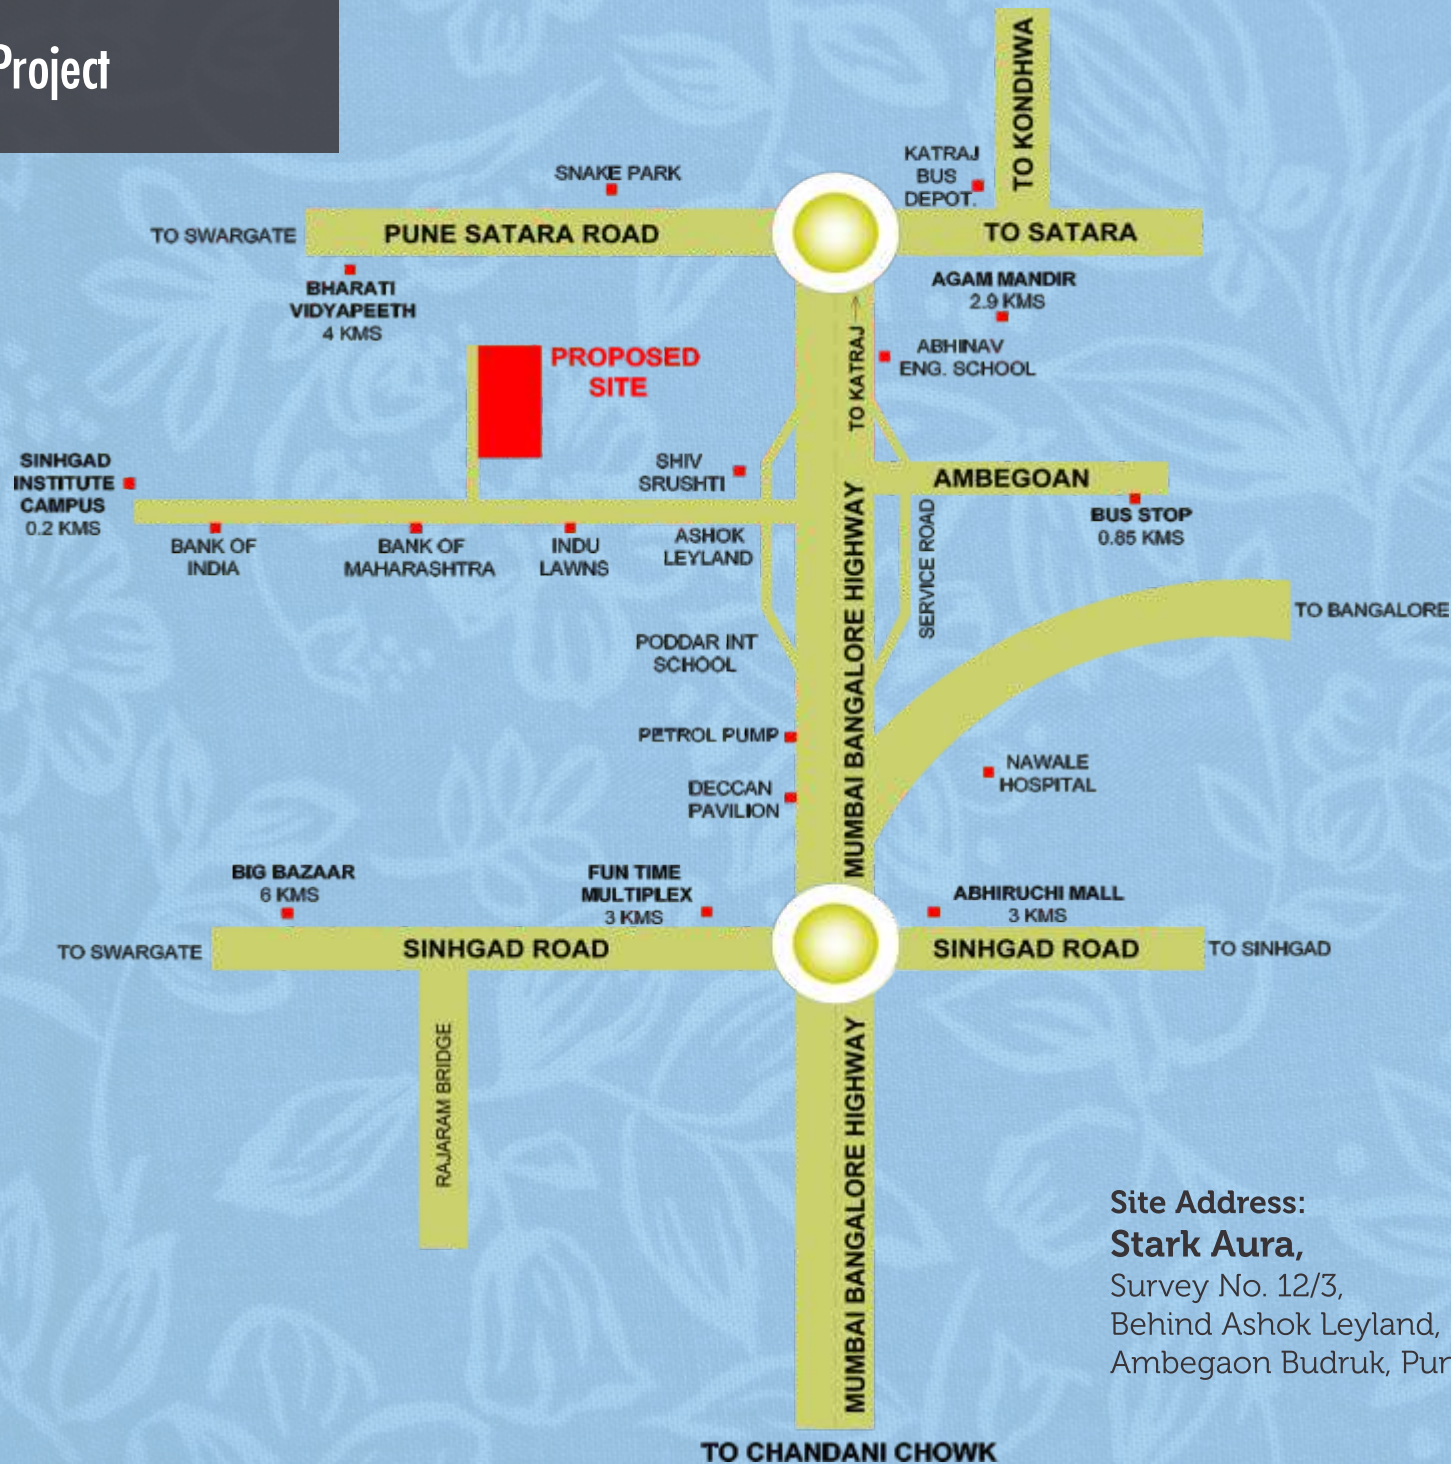 Project
TO KONDHWA
KATRAJ
BUS
DEPOT.
SNAKE PARK
TO SWARGATE
PUNE SATARA ROAD
TO SATARA
BHARATI
VIDYAPEETH
4 KMS
AGAM MANDIR
2.9 KMS
PROPOSED
SITE
TO KATRAJ
ABHINAV
ENG. SCHOOL
SINHGAD
INSTITUTE
CAMPUS
0.2 KMS
SHIV
SRUSHTI
AMBEGOAN
BUS STOP
0.85 KMS
BANK OF
INDIA
BANK OF
MAHARASHTRA
INDU
LAWNS
ASHOK
LEYLAND
MUMBAI BANGALORE HIGHWAY
SERVICE ROAD
TO BANGALORE
PODDAR INT
SCHOOL
PETROL PUMP
NAWALE
HOSPITAL
DECCAN
PAVILION
BIG BAZAAR
6 KMS
FUN TIME
MULTIPLEX
3 KMS
ABHIRUCHI MALL
3 KMS
TO SWARGATE
SINHGAD ROAD
SINHGAD ROAD
TO SINHGAD
RAJARAM BRIDGE
MUMBAI BANGALORE HIGHWAY
TO CHANDANI CHOWK
Site Address:
Stark Aura,
Survey No. 12/3,
Behind Ashok Leyland,
Ambegaon Budruk,